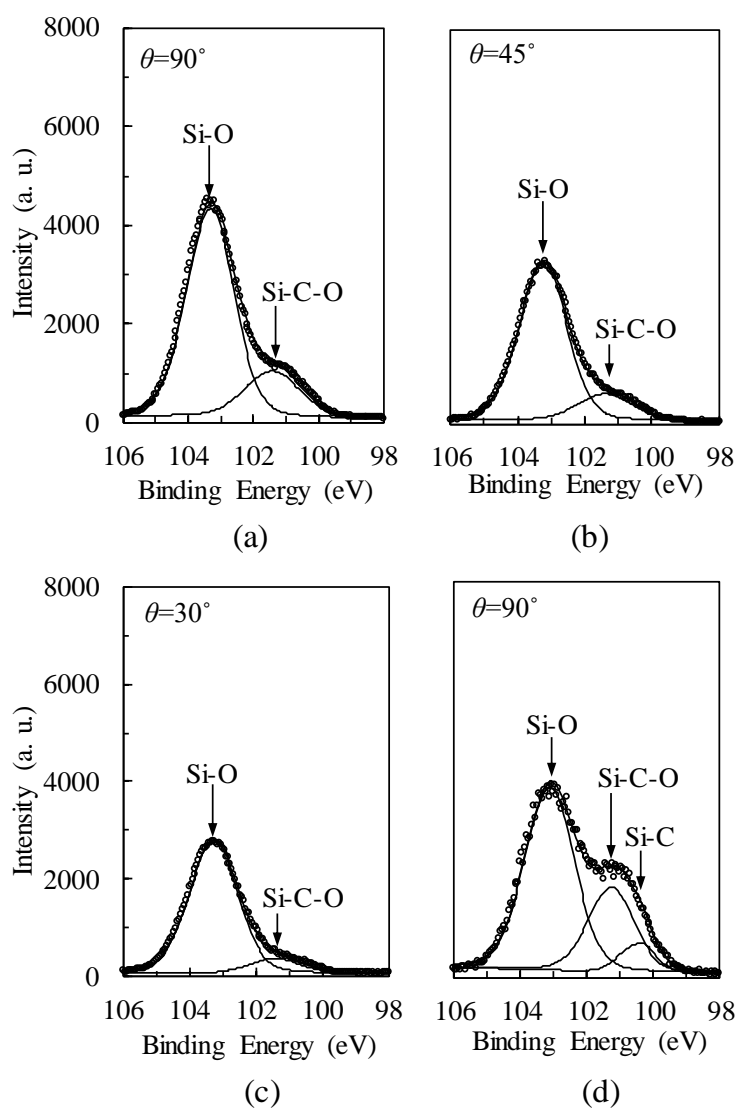 8000
6000
4000
2000
0
Intensity (a. u.)
θ=90°
Si-O
Si-C-O
106 104 102 100 98
Binding Energy (eV)
(a)
θ=45°
Si-O
Si-C-O
106 104 102 100 98
Binding Energy (eV)
(b)
8000
6000
4000
2000
0
Intensity (a. u.)
θ=30°
Si-O
Si-C-O
106 104 102 100 98
Binding Energy (eV)
(c)
θ=90°
Si-O
Si-C-O
Si-C
106 104 102 100 98
Binding Energy (eV)
(d)